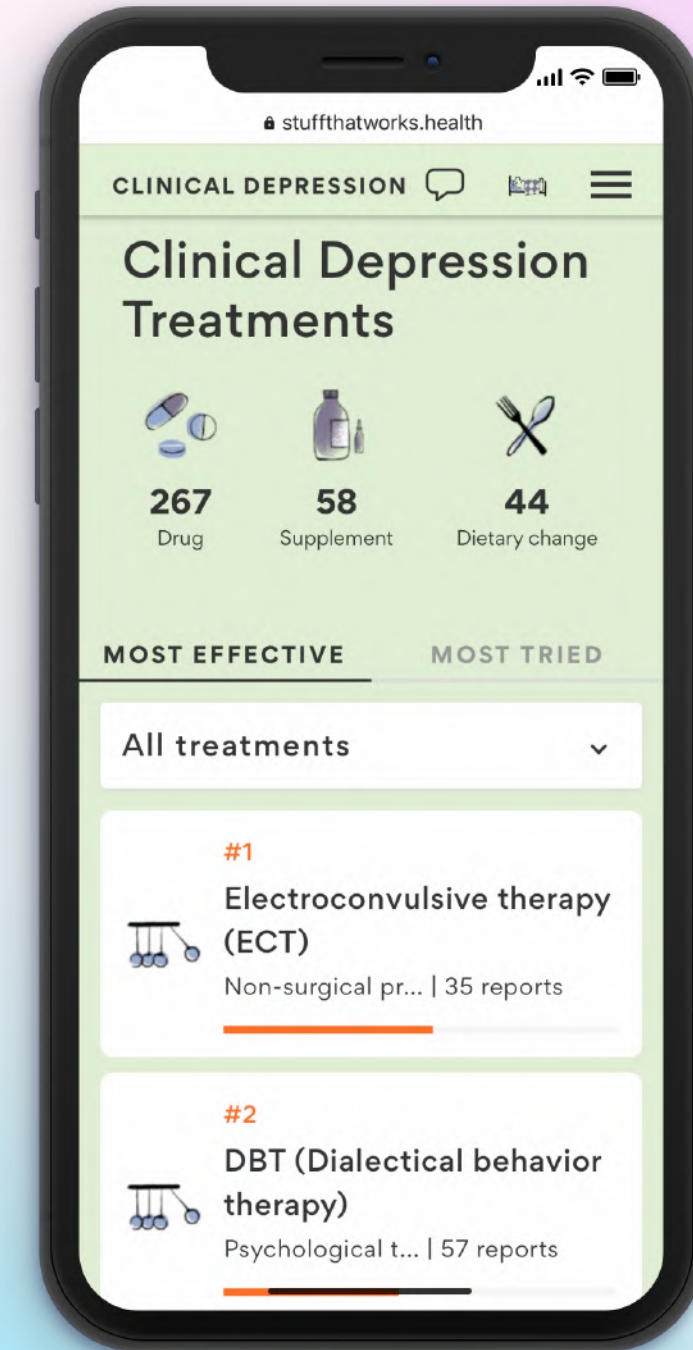 stuffthatworks.health
CLINICAL DEPRESSION
Clinical Depression
Treatments
267
Drug
58
Supplement
44
Dietary change
MOST EFFECTIVE
MOST TRIED
All treatments
#1
Electroconvulsive therapy
(ECT)
Non-surgical pr... | 35 reports
#2
DBT (Dialectical behavior
therapy)
Psychological t... | 57 reports